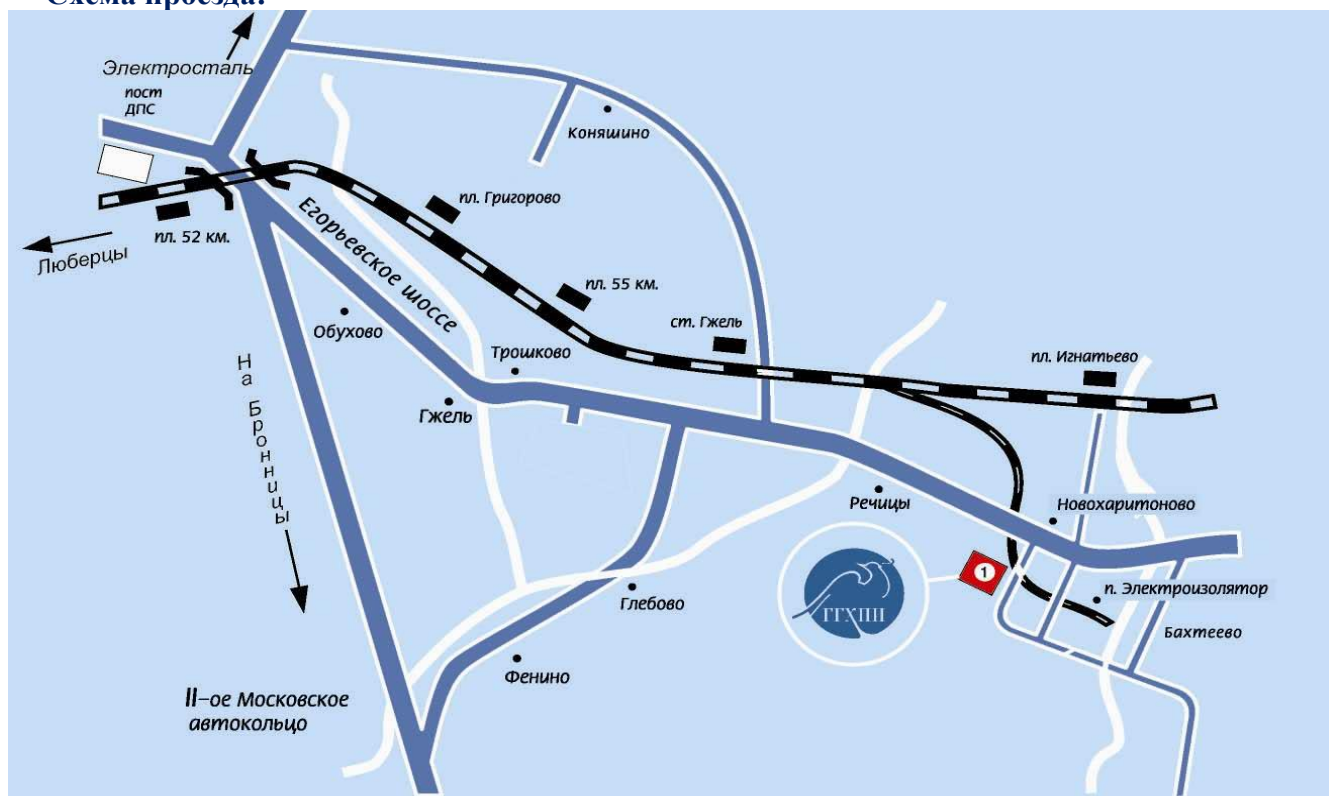 Схема проезда:
Электросталь
пост
ДПС
Коняшино
пл. Григорово
пл. 52 км.
Люберцы
Егорьевское шоссе
пл. 55 км.
Обухово
ст. Гжель
Трошково
пл. Игнатьево
На Бронницы
Гжель
Речицы
Новохаритоново
1
п. Электроизолятор
Глебово
ГГХПИ
Бахтеево
Фенино
II-ое Московское
автокольцо